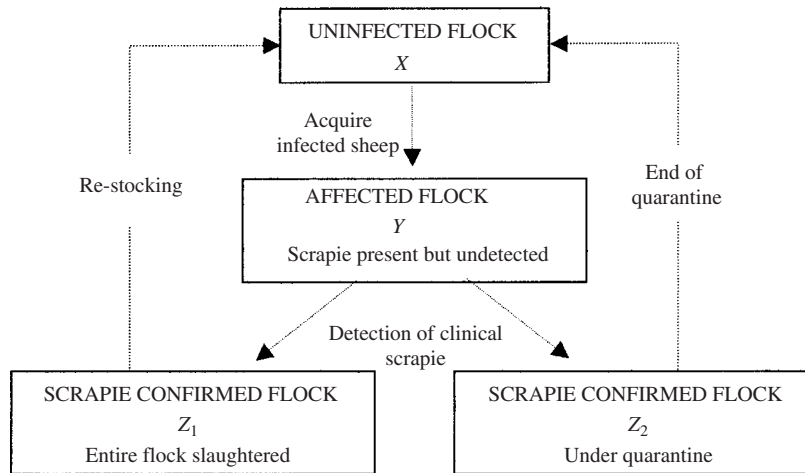 UNINFECTED FLOCK
X
Acquire
infected sheep
Re-stocking
End of
quarantine
AFFECTED FLOCK
Y
Scrapie present but undetected
Detection of clinical
scrapie
SCRAPIE CONFIRMED FLOCK
Z1
Entire flock slaughtered
SCRAPIE CONFIRMED FLOCK
Z2
Under quarantine